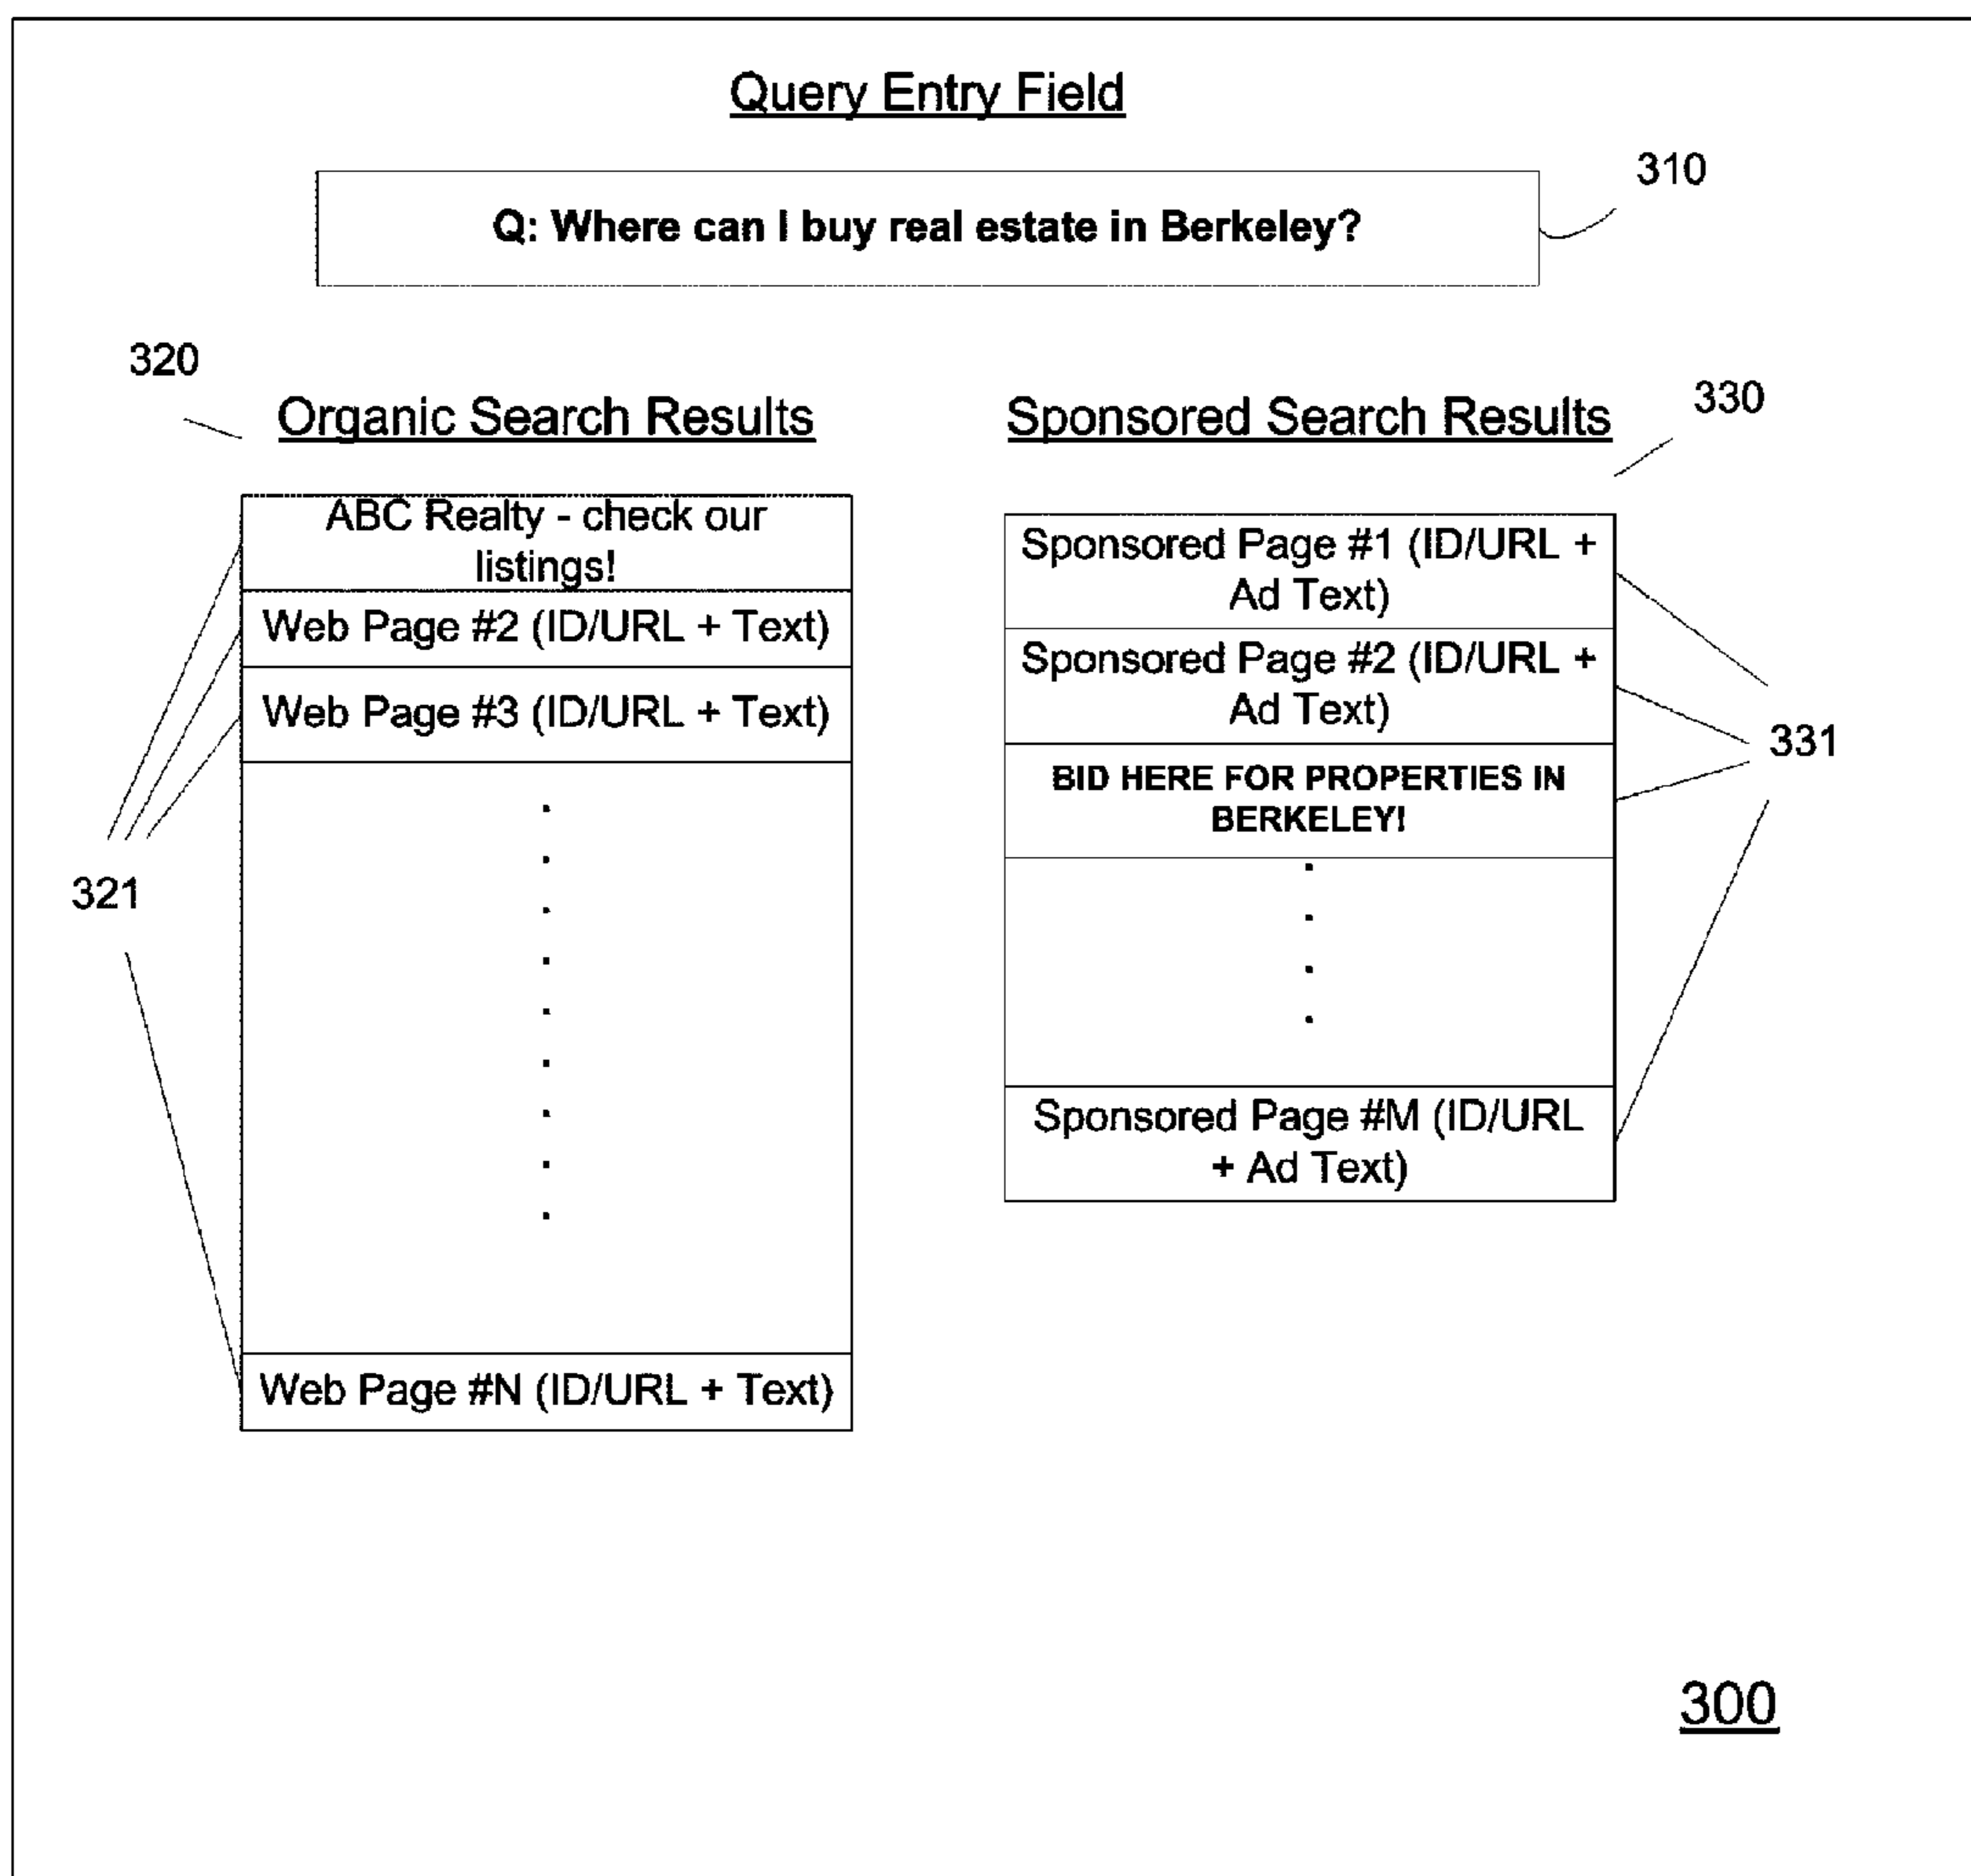 Query Entry Field
310
Q: Where can I buy real estate in Berkeley?
320
Organic Search Results
ABC Realty - check our
listings!
Web Page #2 (ID/URL + Text)
Web Page #3 (ID/URL + Text)
.
.
.
.
.
.
.
.
.
Web Page #N (ID/URL + Text)
321
330
Sponsored Search Results
Sponsored Page #1 (ID/URL +
Ad Text)
Sponsored Page #2 (ID/URL +
Ad Text)
BID HERE FOR PROPERTIES IN
BERKELEY!
.
.
.
.
Sponsored Page #M (ID/URL
+ Ad Text)
331
300